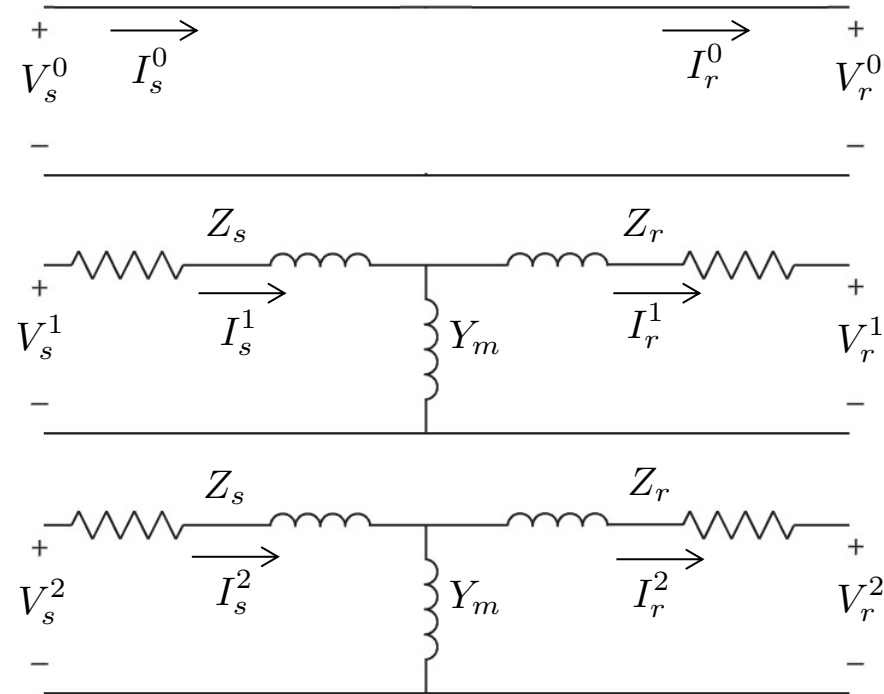 + +
I_s^0 I_r^0
V_s^0 V_r^0
− −
Z_s Z_r
+ +
I_s^1 Y_m I_r^1
V_s^1 V_r^1
− −
Z_s Z_r
+ +
I_s^2 Y_m I_r^2
V_s^2 V_r^2
− −